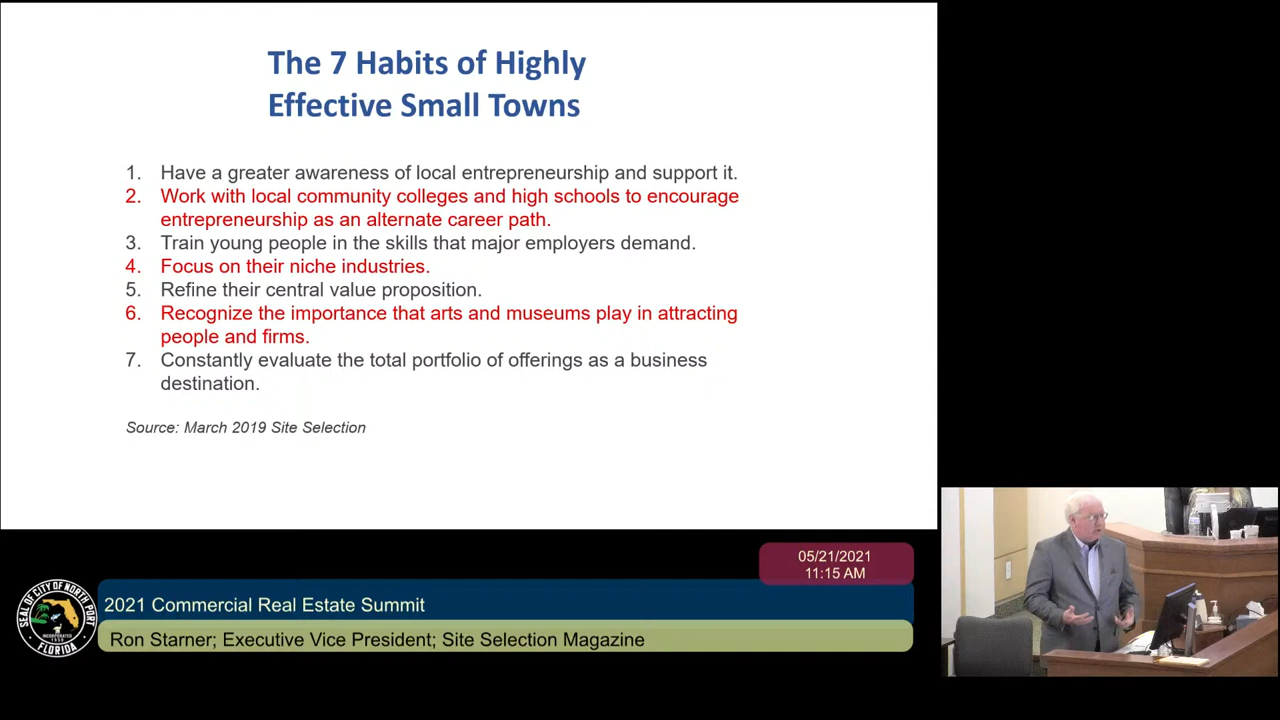 The 7 Habits of Highly
Effective Small Towns
1. Have a greater awareness of local entrepreneurship and support it.
2. Work with local community colleges and high schools to encourage
entrepreneurship as an alternate career path.
3. Train young people in the skills that major employers demand.
4. Focus on their niche industries.
5. Refine their central value proposition.
6. Recognize the importance that arts and museums play in attracting
people and firms.
7. Constantly evaluate the total portfolio of offerings as a business
destination.
Source: March 2019 Site Selection
05/21/2021
11:15 AM
SEAL OF CITY OF NORTH PORT
INCORPORATED
FLORIDA
2021 Commercial Real Estate Summit
Ron Starner; Executive Vice President; Site Selection Magazine